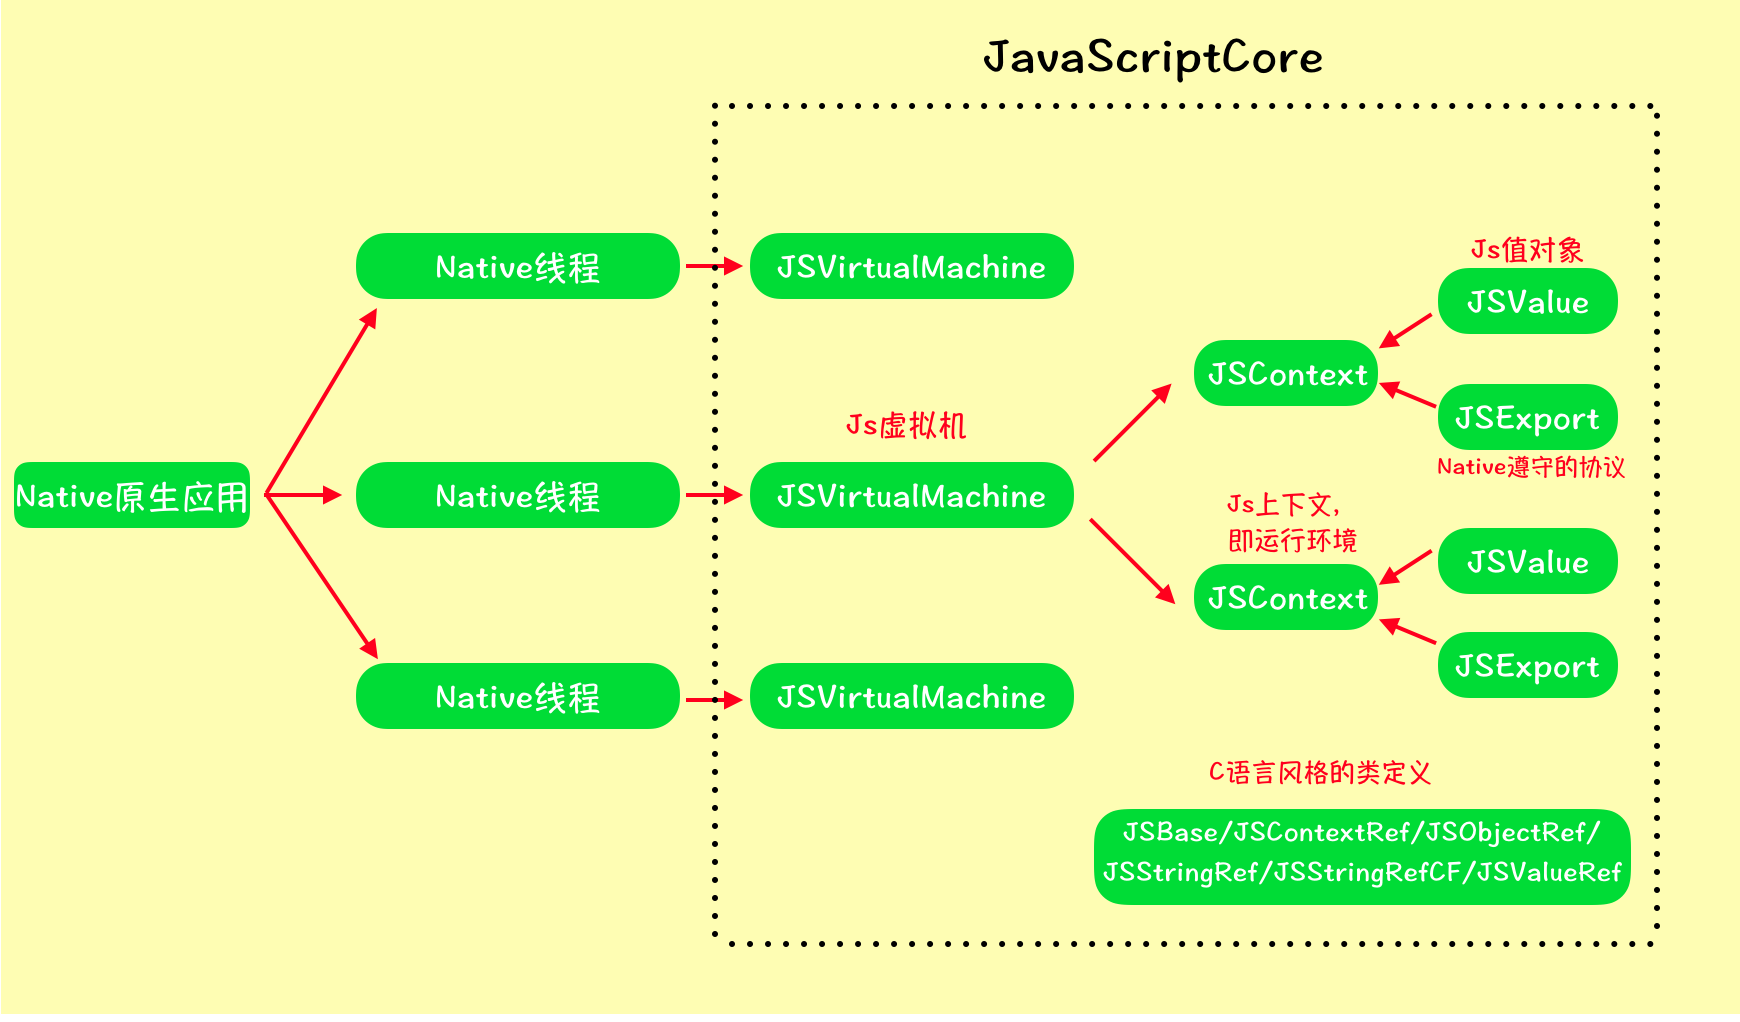 JavaScriptCore
Native原生应用
Native线程
JSVirtualMachine
Native线程
Js虚拟机
JSVirtualMachine
Native线程
JSVirtualMachine
JSContext
Js值对象
JSValue
JSExport
Native遵守的协议
Js上下文,
即运行环境
JSContext
JSValue
JSExport
C语言风格的类定义
JSBase/JSContextRef/JSObjectRef/
JSStringRef/JSStringRefCF/JSValueRef